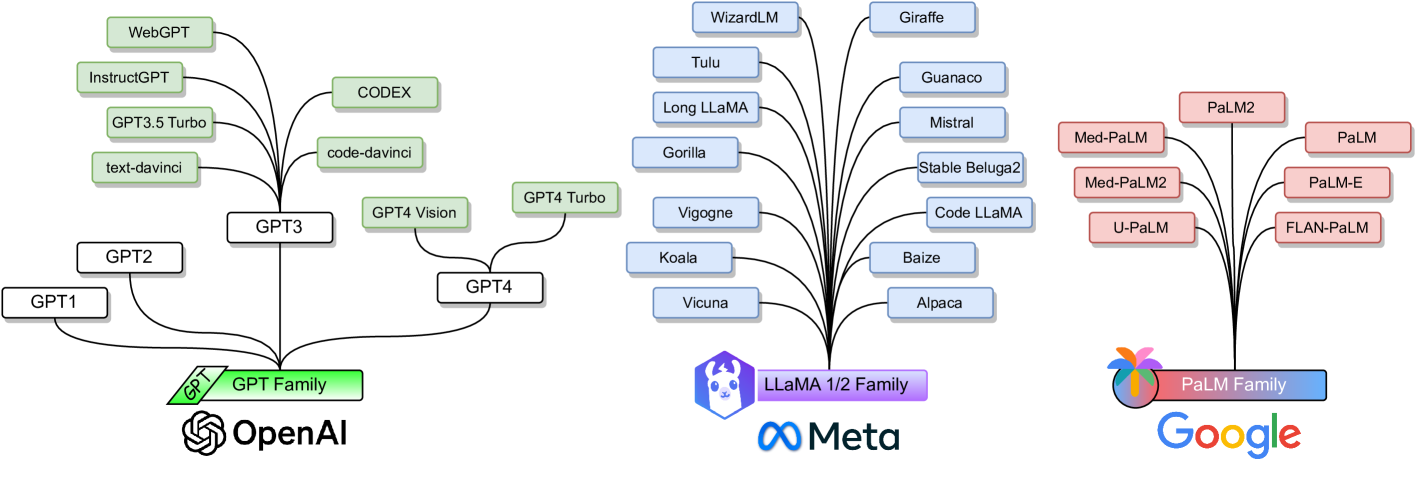 WebGPT
InstructGPT
CODEX
GPT3.5 Turbo
code-davinci
text-davinci
GPT4 Vision
GPT4 Turbo
GPT3
GPT2
GPT4
GPT1
GPT
GPT Family
OpenAI
WizardLM
Giraffe
Tulu
Guanaco
Long LLaMA
Mistral
Gorilla
Stable Beluga2
Vigogne
Code LLaMA
Koala
Baize
Vicuna
Alpaca
LLaMA 1/2 Family
Meta
PaLM2
Med-PaLM
PaLM
Med-PaLM2
PaLM-E
U-PaLM
FLAN-PaLM
PaLM Family
Google